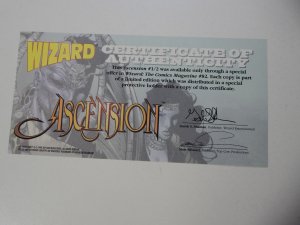 WIZARD
CERTIFICATE OF
AUTHENTICITY
This Ascension #1/2 was available only through a special
offer in Wizard: The Comics Magazine #82. Each copy is part
of a limited edition which was distributed in a special
protective holder with a copy of this certificate.
ASCENSION